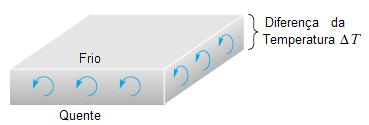 Diferença da
Temperatura ΔT
Frio
Quente